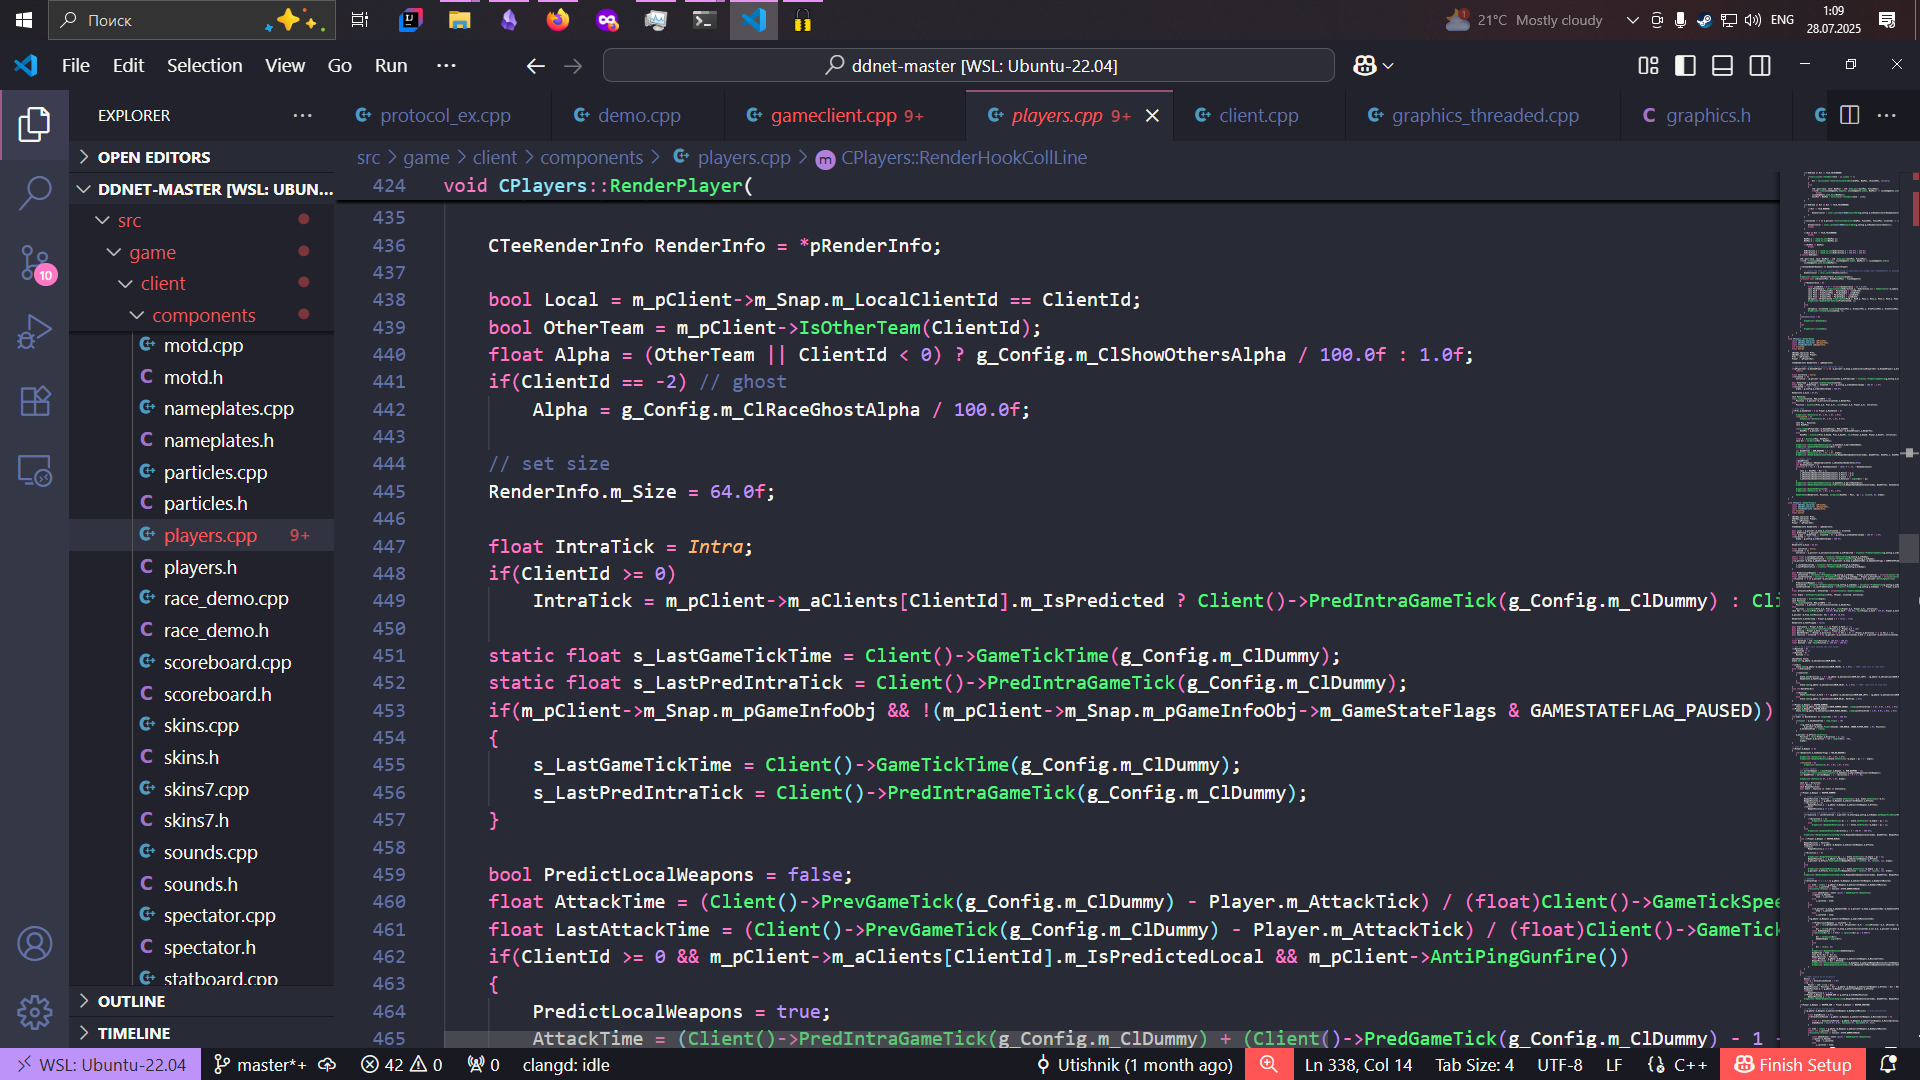 Поиск
21°C Mostly cloudy
ENG
1:09
28.07.2025
File Edit Selection View Go Run ...
ddnet-master [WSL: Ubuntu-22.04]
EXPLORER
protocol_ex.cpp
demo.cpp
gameclient.cpp 9+
players.cpp 9+
client.cpp
graphics_threaded.cpp
graphics.h
OPEN EDITORS
DDNET-MASTER [WSL: UBUN...
src
game
client
components
motd.cpp
motd.h
nameplates.cpp
nameplates.h
particles.cpp
particles.h
players.cpp 9+
players.h
race_demo.cpp
race_demo.h
scoreboard.cpp
scoreboard.h
skins.cpp
skins.h
skins7.cpp
skins7.h
sounds.cpp
sounds.h
spectator.cpp
spectator.h
statboard.cpp
OUTLINE
TIMELINE
10
src > game > client > components > players.cpp > CPlayers::RenderHookCollLine
424 void CPlayers::RenderPlayer(
435
436 CTeeRenderInfo RenderInfo = *pRenderInfo;
437
438 bool Local = m_pClient->m_Snap.m_LocalClientId == ClientId;
439 bool OtherTeam = m_pClient->IsOtherTeam(ClientId);
440 float Alpha = (OtherTeam || ClientId < 0) ? g_Config.m_ClShowOthersAlpha / 100.0f : 1.0f;
441 if(ClientId == -2) // ghost
442 Alpha = g_Config.m_ClRaceGhostAlpha / 100.0f;
443
444 // set size
445 RenderInfo.m_Size = 64.0f;
446
447 float IntraTick = Intra;
448 if(ClientId >= 0)
449 IntraTick = m_pClient->m_aClients[ClientId].m_IsPredicted ? Client()->PredIntraGameTick(g_Config.m_ClDummy) : Cli
450
451 static float s_LastGameTickTime = Client()->GameTickTime(g_Config.m_ClDummy);
452 static float s_LastPredIntraTick = Client()->PredIntraGameTick(g_Config.m_ClDummy);
453 if(m_pClient->m_Snap.m_pGameInfoObj && !(m_pClient->m_Snap.m_pGameInfoObj->m_GameStateFlags & GAMESTATEFLAG_PAUSED))
454 {
455 s_LastGameTickTime = Client()->GameTickTime(g_Config.m_ClDummy);
456 s_LastPredIntraTick = Client()->PredIntraGameTick(g_Config.m_ClDummy);
457 }
458
459 bool PredictLocalWeapons = false;
460 float AttackTime = (Client()->PrevGameTick(g_Config.m_ClDummy) - Player.m_AttackTick) / (float)Client()->GameTickSpee
461 float LastAttackTime = (Client()->PrevGameTick(g_Config.m_ClDummy) - Player.m_AttackTick) / (float)Client()->GameTick
462 if(ClientId >= 0 && m_pClient->m_aClients[ClientId].m_IsPredictedLocal && m_pClient->AntiPingGunfire())
463 {
464 PredictLocalWeapons = true;
465 AttackTime = (Client()->PredIntraGameTick(g_Config.m_ClDummy) + (Client()->PredGameTick(g_Config.m_ClDummy) - 1
WSL: Ubuntu-22.04
master*+
42 0
0
clangd: idle
Utishnik (1 month ago)
Ln 338, Col 14
Tab Size: 4
UTF-8
LF
C++
Finish Setup